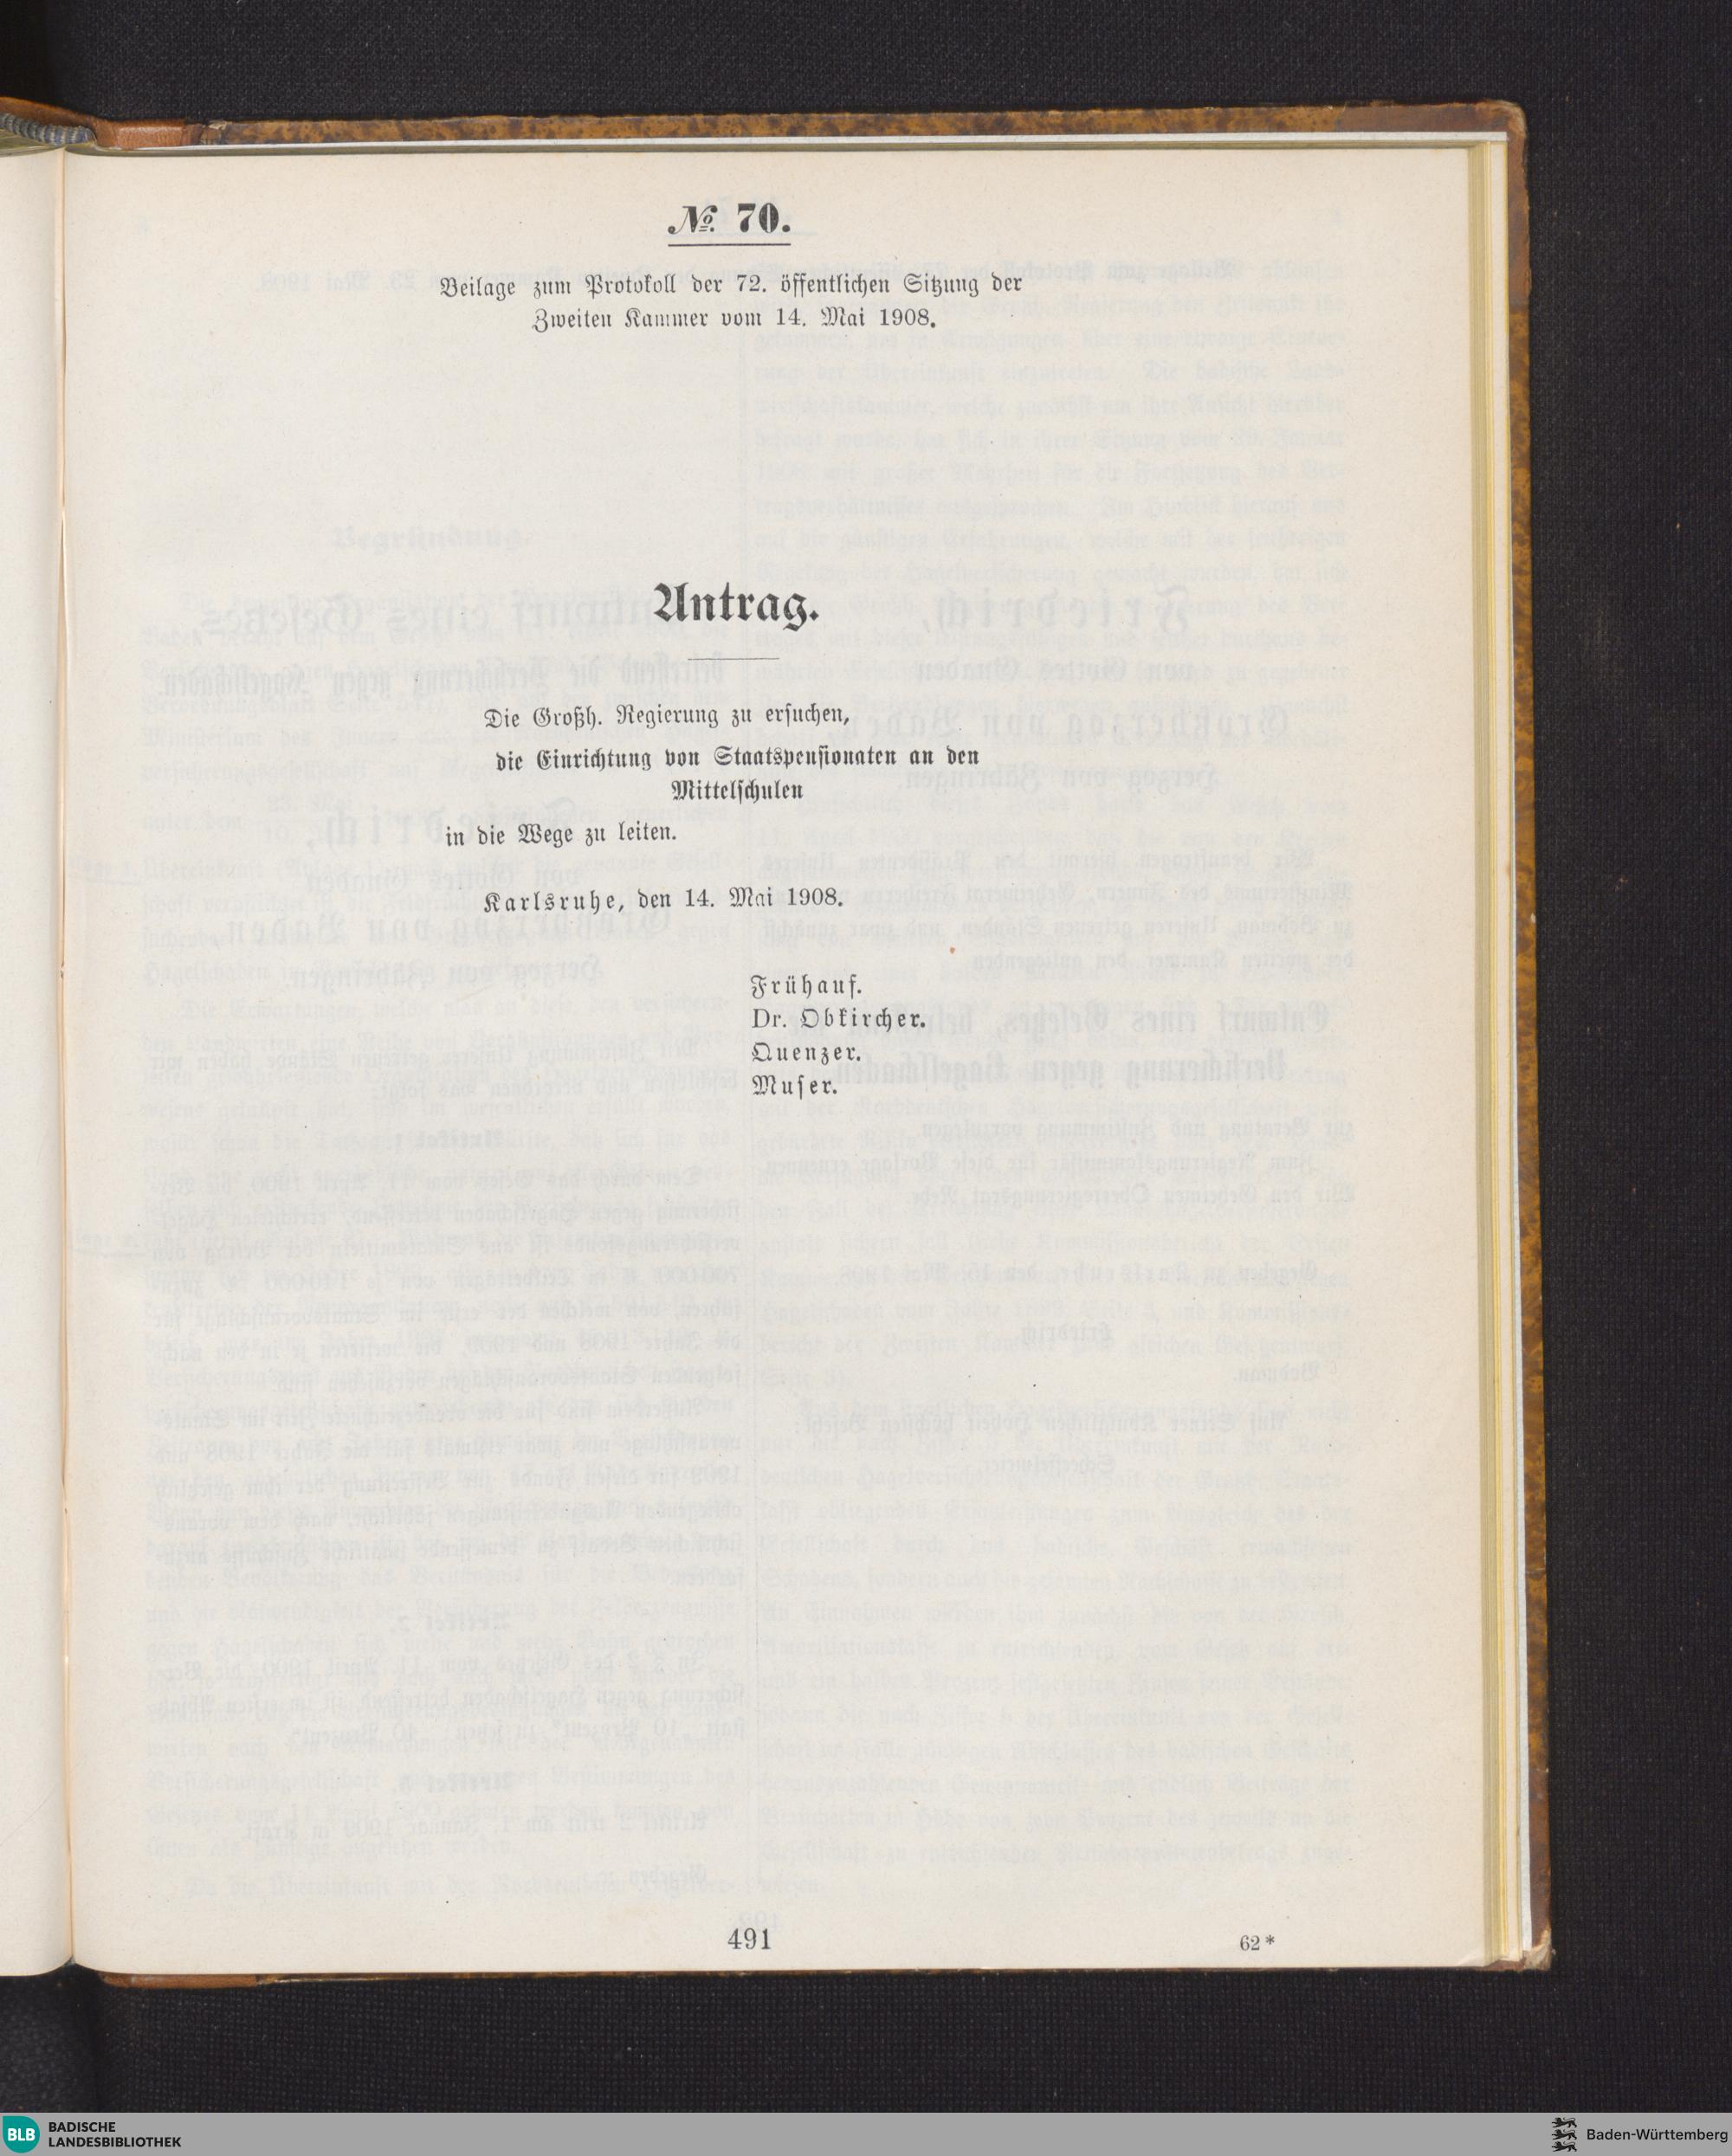 № 70.
Beilage zum Protokoll der 72. öffentlichen Sitzung der
Zweiten Kammer vom 14. Mai 1908.
Antrag.
Die Großh. Regierung zu ersuchen,
die Einrichtung von Staatspensionaten an den
Mittelschulen
in die Wege zu leiten.
Karlsruhe, den 14. Mai 1908.
Frühauf.
Dr. Obkircher.
Quenzer.
Muser.
491
62*
BLB
BADISCHE
LANDESBIBLIOTHEK
Baden-Württemberg